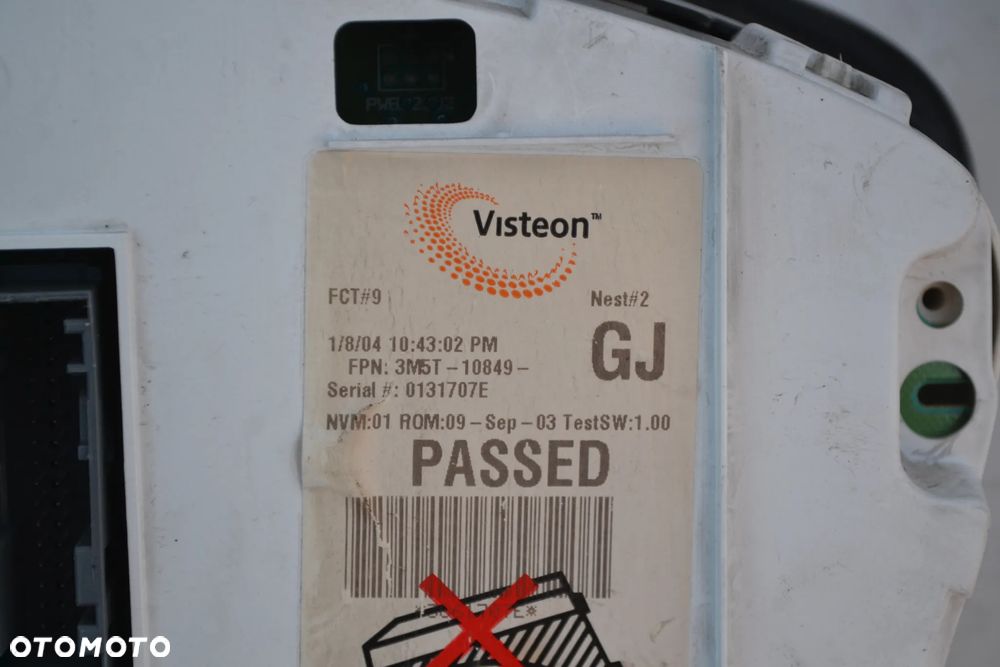 Visteon™
FCT#9 Nest#2
1/8/04 10:43:02 PM GJ
FPN: 3M5T-10849-
Serial #: 0131707E
NVM:01 ROM:09-Sep-03 TestSW:1.00
PASSED
OTOMOTO